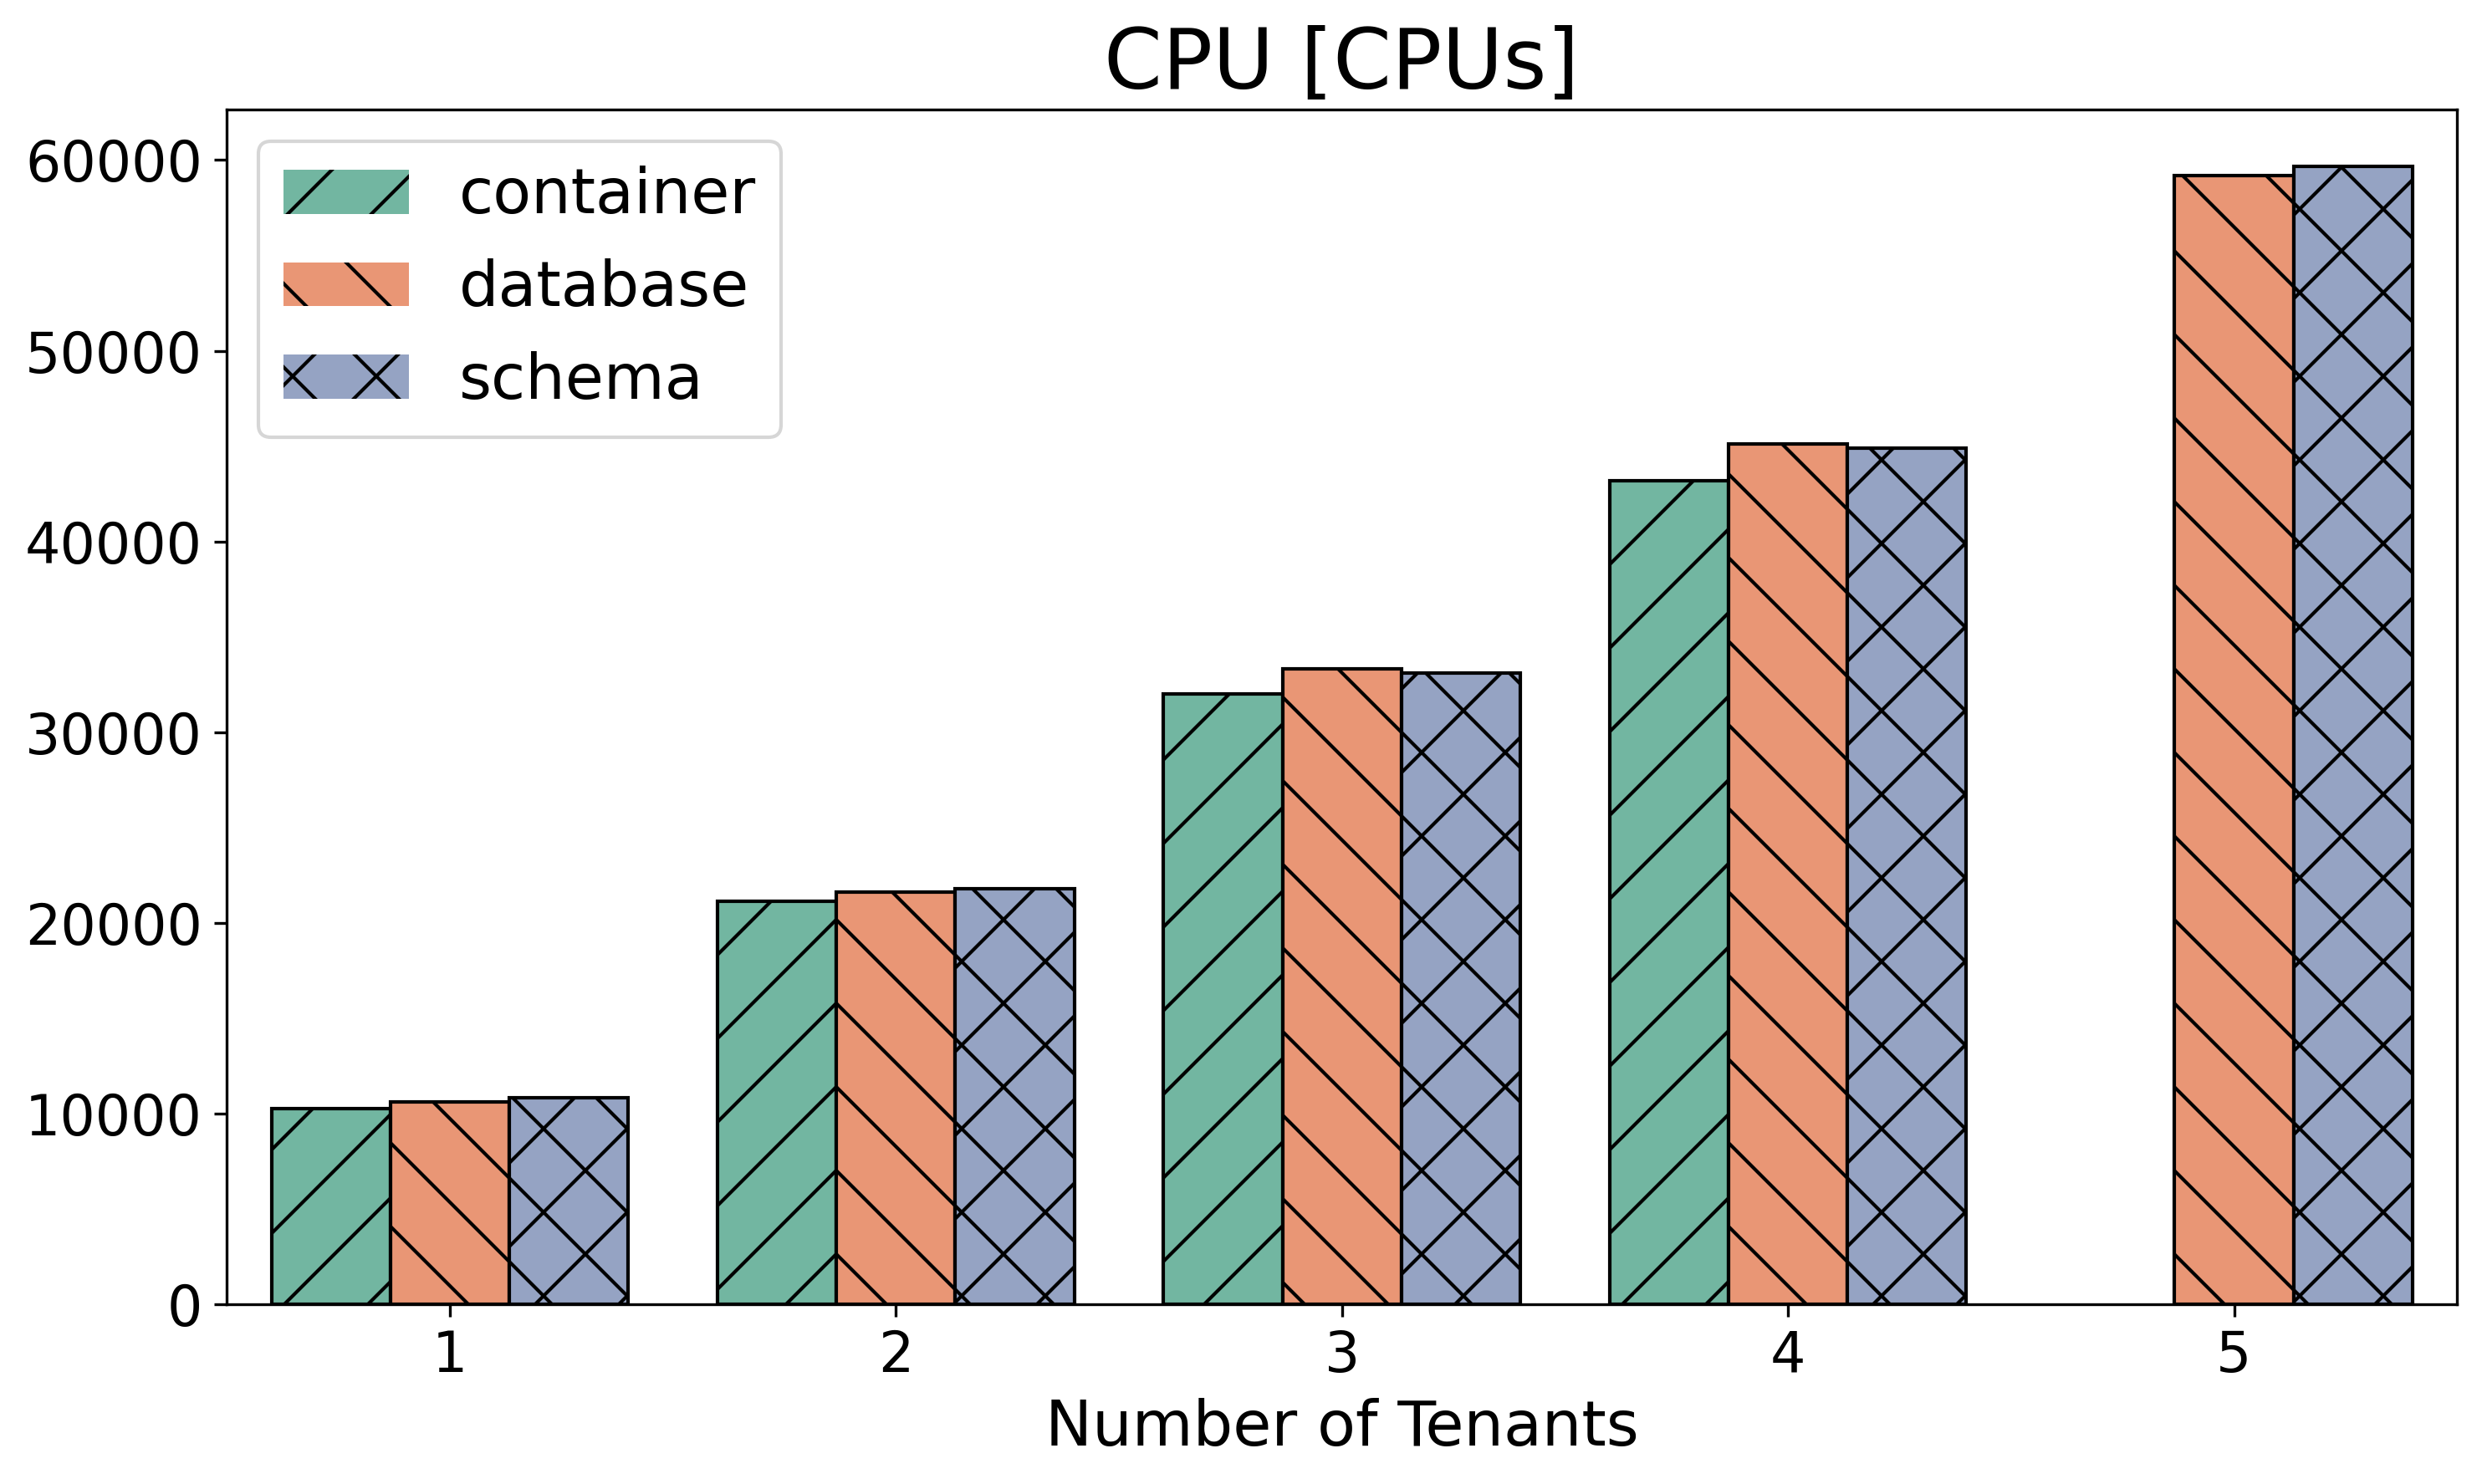 CPU [CPUs]
60000
50000
40000
30000
20000
10000
0
container
database
schema
1 2 3 4 5
Number of Tenants